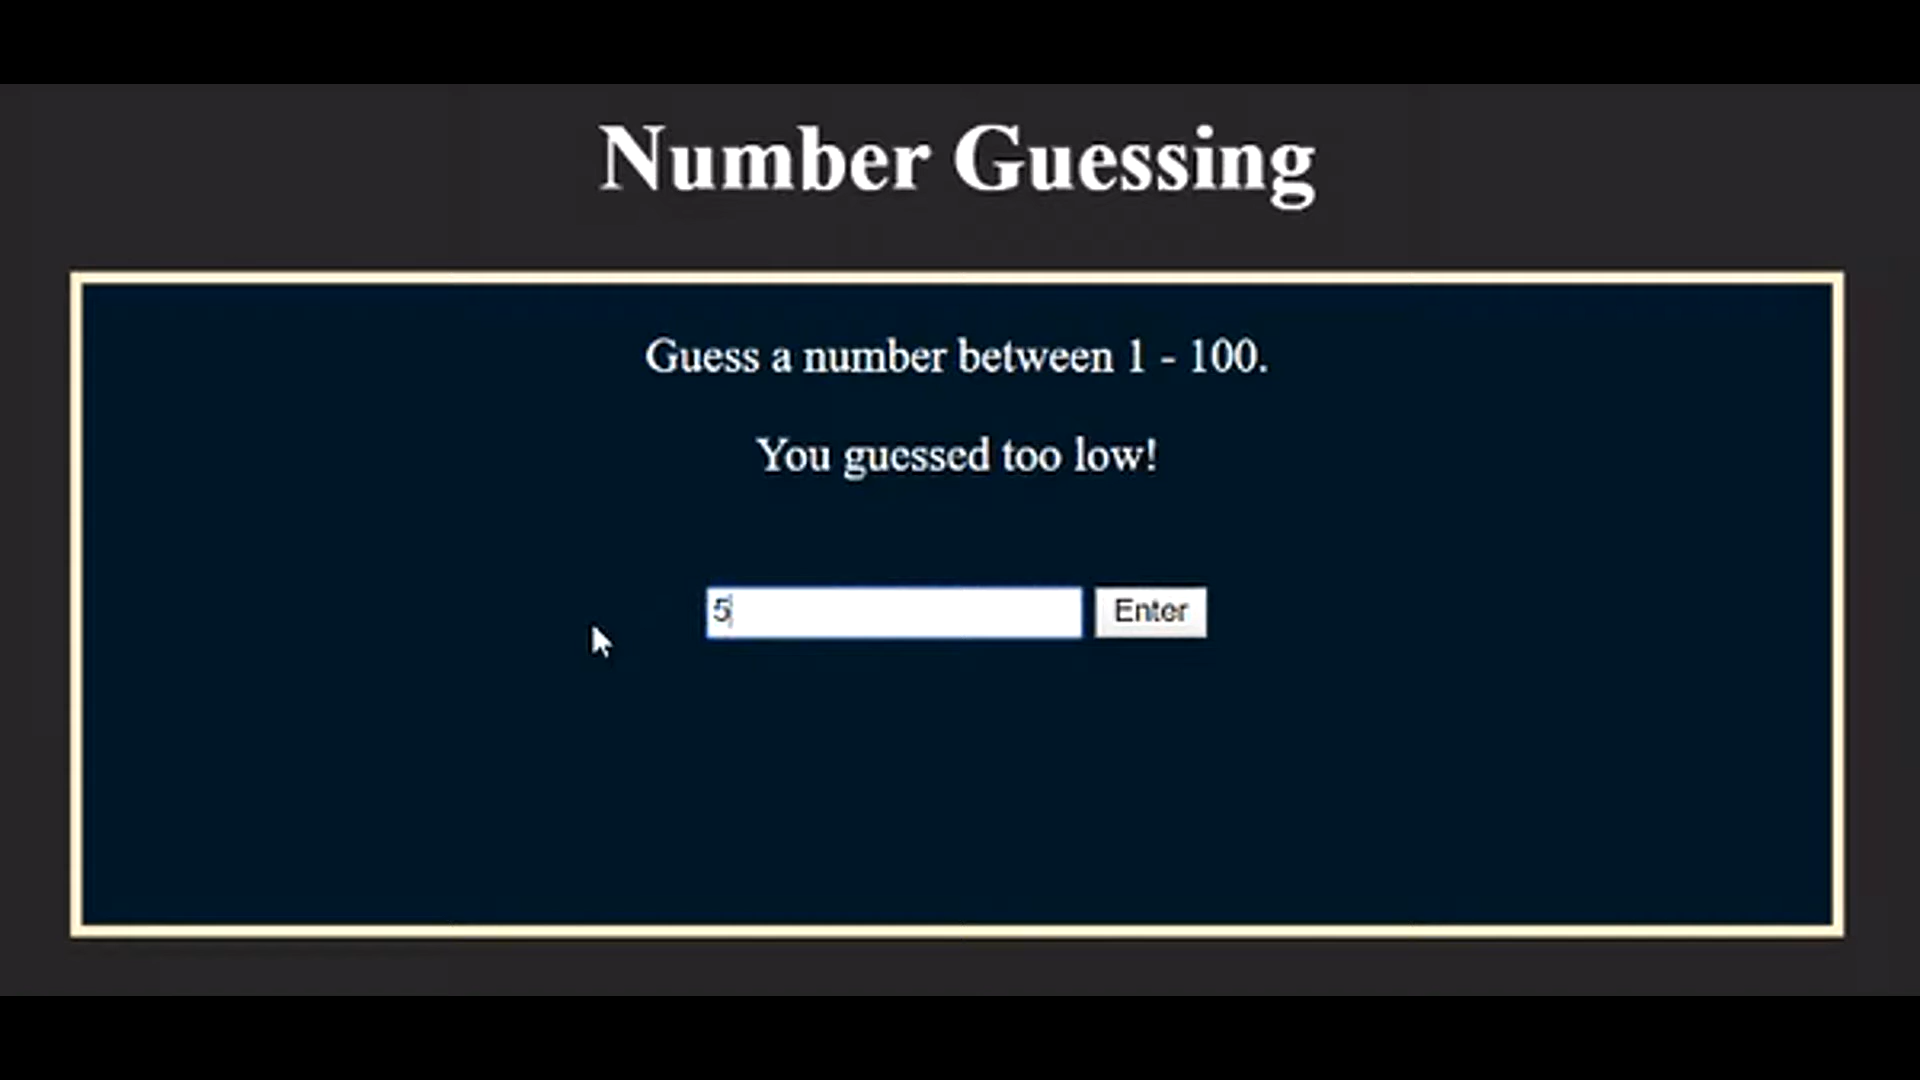 Number Guessing
Guess a number between 1 - 100.
You guessed too low!
5 Enter